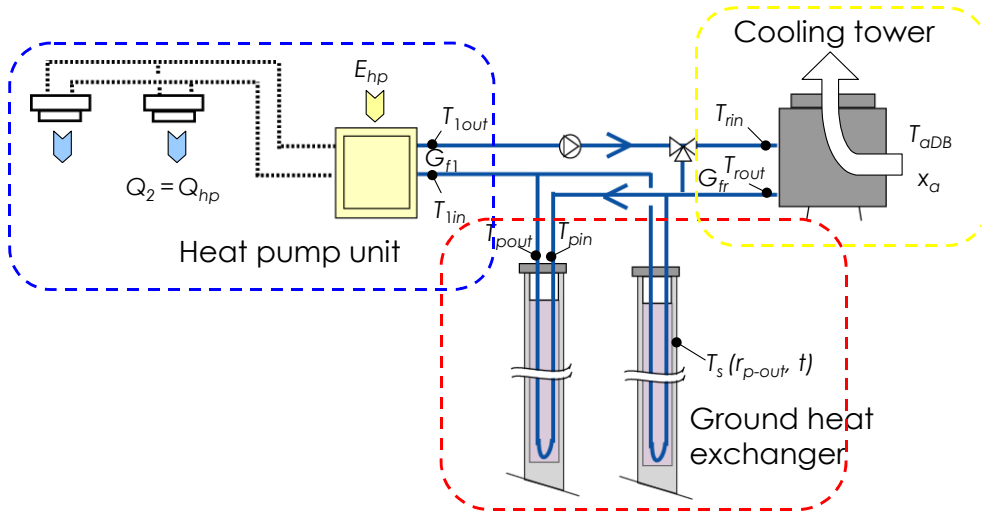 Cooling tower
E_hp
T_1out
T_rin
T_aDB
G_f1
T_rout
x_a
G_fr
Q_2 = Q_hp
T_1in
Heat pump unit
T_pout
T_pin
T_s (r_p-out, t)
Ground heat
exchanger